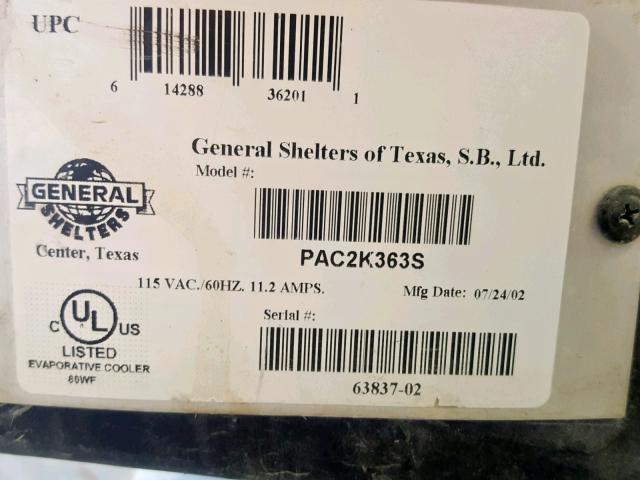 UPC
6 14288 36201 1
General Shelters of Texas, S.B., Ltd.
Model #:
GENERAL
SHELTERS
Center, Texas
PAC2K363S
115 VAC./60HZ. 11.2 AMPS.
Mfg Date: 07/24/02
Serial #:
63837-02
C UL US
LISTED
EVAPORATIVE COOLER
80WF